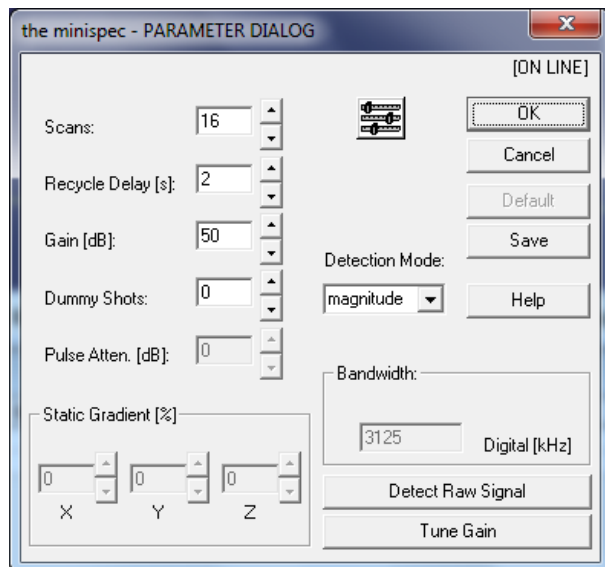 the minispec - PARAMETER DIALOG
[ON LINE]
Scans: 16
OK
Cancel
Recycle Delay [s]: 2
Default
Gain [dB]: 50
Save
Detection Mode:
Dummy Shots: 0
magnitude
Help
Pulse Atten. [dB]: 0
Bandwidth:
3125 Digital [kHz]
Static Gradient [%]
0 0 0
X Y Z
Detect Raw Signal
Tune Gain